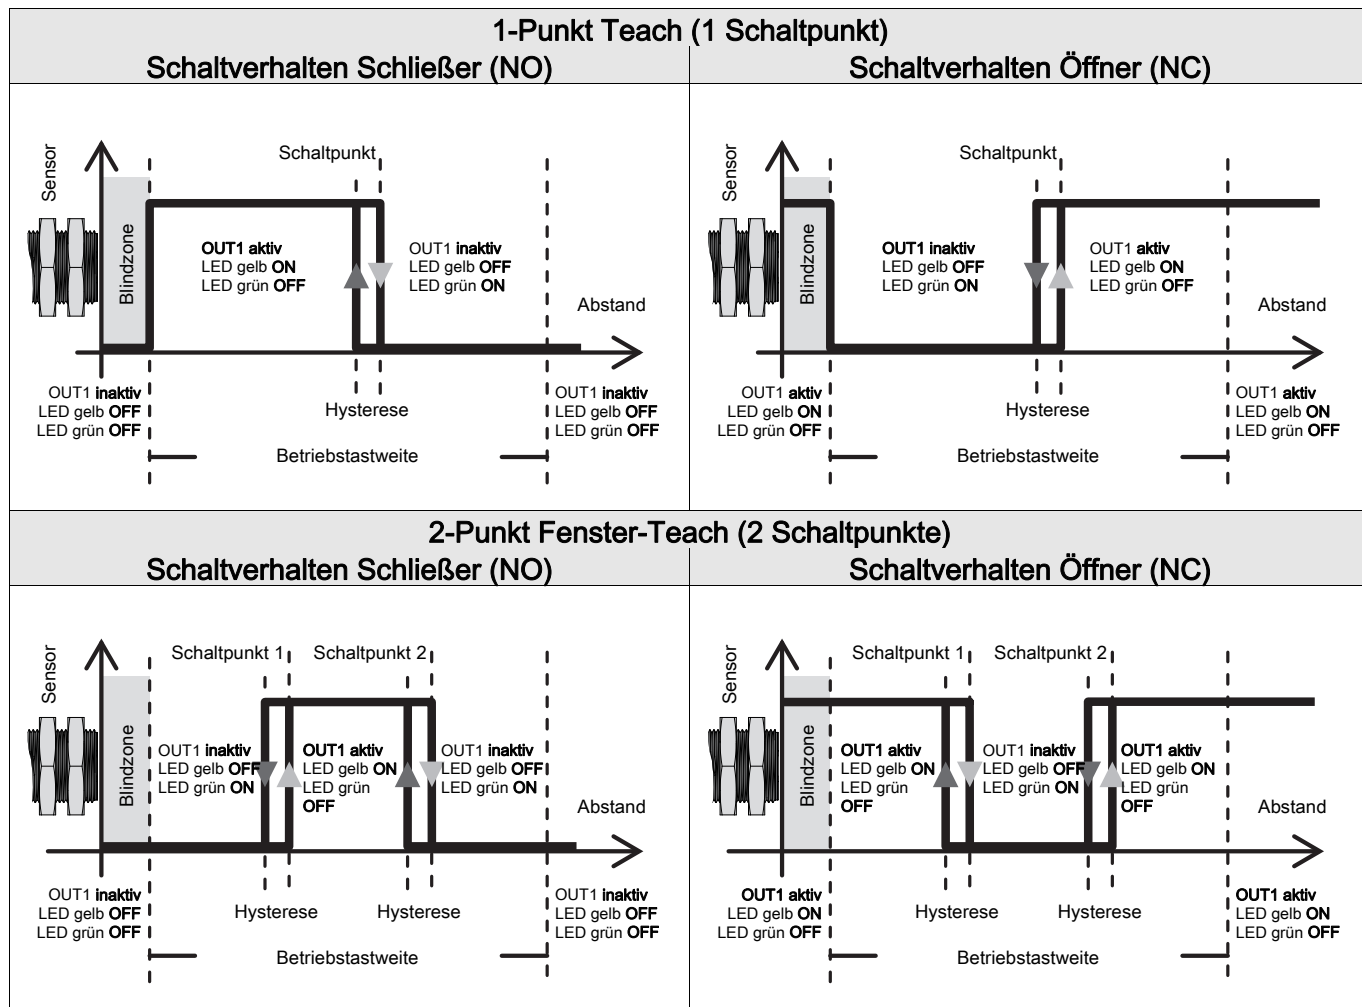 1-Punkt Teach (1 Schaltpunkt)
Schaltverhalten Schließer (NO)
Schaltverhalten Öffner (NC)
Sensor
Schaltpunkt
Blindzone
OUT1 aktiv
LED gelb ON
LED grün OFF
OUT1 inaktiv
LED gelb OFF
LED grün ON
Abstand
OUT1 inaktiv
LED gelb OFF
LED grün OFF
Hysterese
OUT1 inaktiv
LED gelb OFF
LED grün OFF
Betriebstastweite
Sensor
Schaltpunkt
Blindzone
OUT1 inaktiv
LED gelb OFF
LED grün ON
OUT1 aktiv
LED gelb ON
LED grün OFF
Abstand
OUT1 aktiv
LED gelb ON
LED grün OFF
Hysterese
OUT1 aktiv
LED gelb ON
LED grün OFF
Betriebstastweite
2-Punkt Fenster-Teach (2 Schaltpunkte)
Schaltverhalten Schließer (NO)
Schaltverhalten Öffner (NC)
Sensor
Schaltpunkt 1
Schaltpunkt 2
Blindzone
OUT1 inaktiv
LED gelb OFF
LED grün ON
OUT1 aktiv
LED gelb ON
LED grün
OFF
OUT1 inaktiv
LED gelb OFF
LED grün ON
Abstand
OUT1 inaktiv
LED gelb OFF
LED grün OFF
Hysterese
Hysterese
OUT1 inaktiv
LED gelb OFF
LED grün OFF
Betriebstastweite
Sensor
Schaltpunkt 1
Schaltpunkt 2
Blindzone
OUT1 aktiv
LED gelb ON
LED grün
OFF
OUT1 inaktiv
LED gelb OFF
LED grün ON
OUT1 aktiv
LED gelb ON
LED grün
OFF
Abstand
OUT1 aktiv
LED gelb ON
LED grün OFF
Hysterese
Hysterese
OUT1 aktiv
LED gelb ON
LED grün OFF
Betriebstastweite